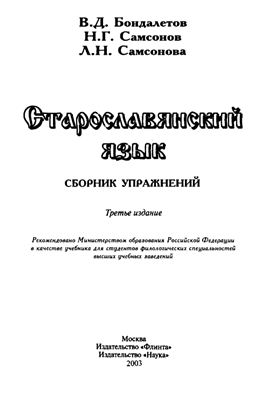 В.Д. Бондалетов
Н.Г. Самсонов
Л.Н. Самсонова
Старославянский
язык
СБОРНИК УПРАЖНЕНИЙ
Третье издание
Рекомендовано Министерством образования Российской Федерации
в качестве учебника для студентов филологических специальностей
высших учебных заведений
Москва
Издательство «Флинта»
Издательство «Наука»
2003